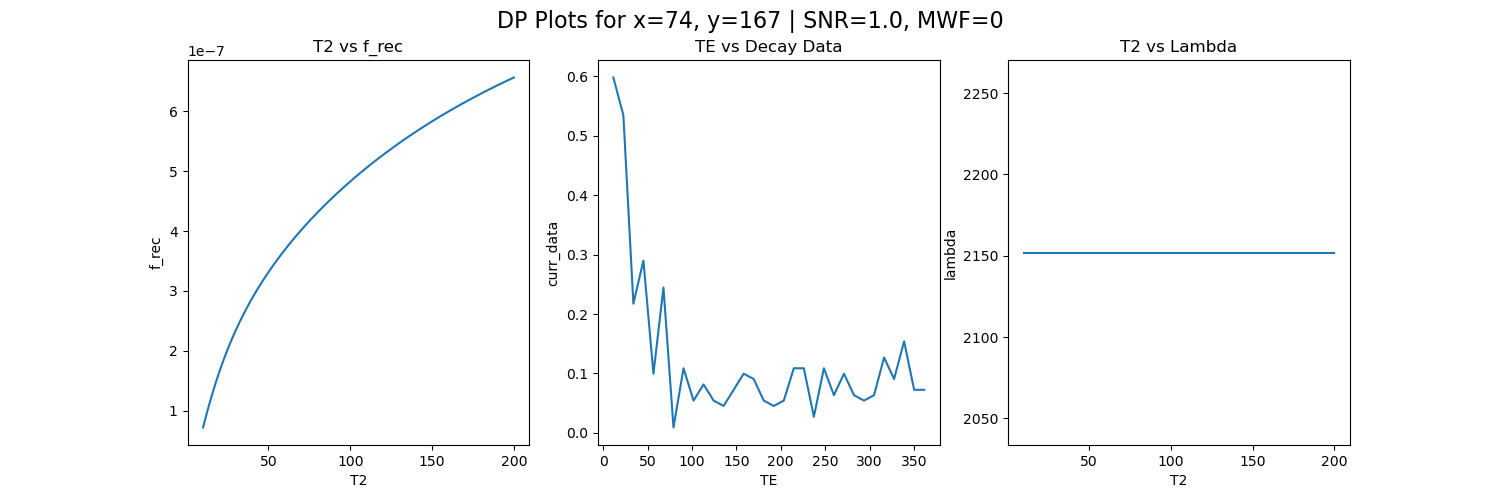 DP Plots for x=74, y=167 | SNR=1.0, MWF=0
T2 vs f_rec
1e−7
6
5
4
3
2
1
f_rec
50 100 150 200
T2
TE vs Decay Data
0.6
0.5
0.4
0.3
0.2
0.1
0.0
curr_data
0 50 100 150 200 250 300 350
TE
T2 vs Lambda
2250
2200
2150
2100
2050
lambda
50 100 150 200
T2